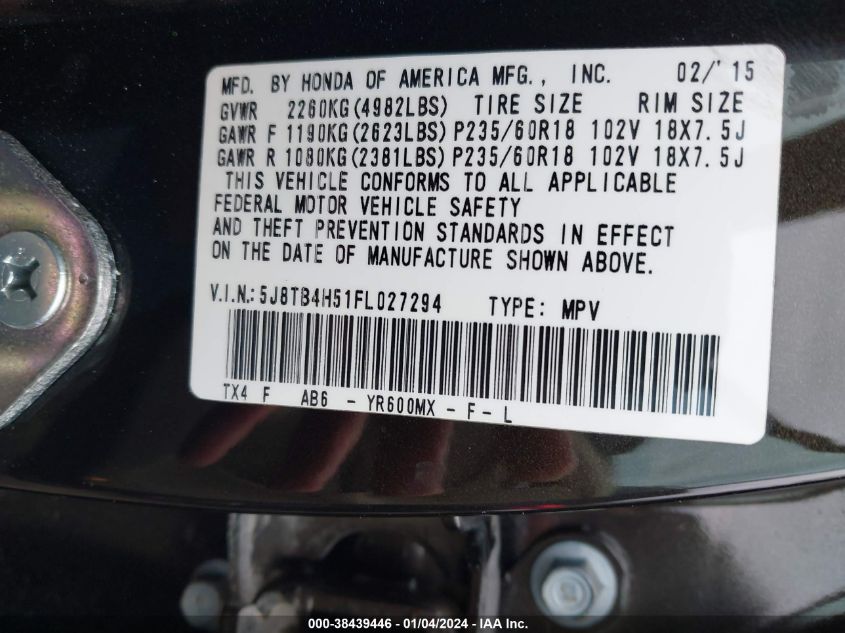 MFD. BY HONDA OF AMERICA MFG., INC. 02/'15
GVWR 2260KG(4982LBS) TIRE SIZE RIM SIZE
GAWR F 1190KG(2623LBS) P235/60R18 102V 18X7.5J
GAWR R 1080KG(2381LBS) P235/60R18 102V 18X7.5J
THIS VEHICLE CONFORMS TO ALL APPLICABLE
FEDERAL MOTOR VEHICLE SAFETY
AND THEFT PREVENTION STANDARDS IN EFFECT
ON THE DATE OF MANUFACTURE SHOWN ABOVE.
V.I.N.: 5J8TB4H51FL027294 TYPE: MPV
TX4 F AB6 - YR600MX - F - L
000-38439446 - 01/04/2024 - IAA Inc.